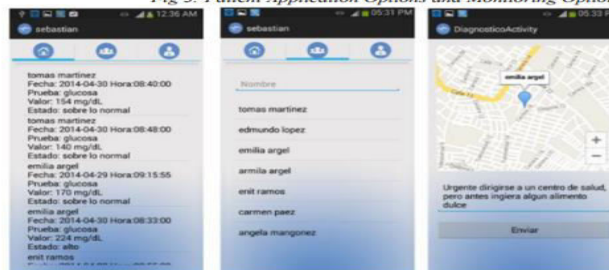 Fig 3. Patient Application Options and Monitoring Option
12:36 AM
sebastian
tomas martinez
Fecha: 2014-04-30 Hora:08:40:00
Prueba: glucosa
Valor: 154 mg/dL
Estado: sobre lo normal
tomas martinez
Fecha: 2014-04-30 Hora:08:48:00
Prueba: glucosa
Valor: 140 mg/dL
Estado: sobre lo normal
emilia argel
Fecha: 2014-04-29 Hora:09:15:55
Prueba: glucosa
Valor: 170 mg/dL
Estado: sobre lo normal
emilia argel
Fecha: 2014-04-30 Hora:08:33:00
Prueba: glucosa
Valor: 224 mg/dL
Estado: alto
enit ramos
05:31 PM
sebastian
Nombre
tomas martinez
edmundo lopez
emilia argel
armila argel
enit ramos
carmen paez
angela mangonez
05:33
DiagnosticoActivity
emilia argel
+
−
Urgente dirigirse a un centro de salud,
pero antes ingiera algun alimento
dulce
Enviar